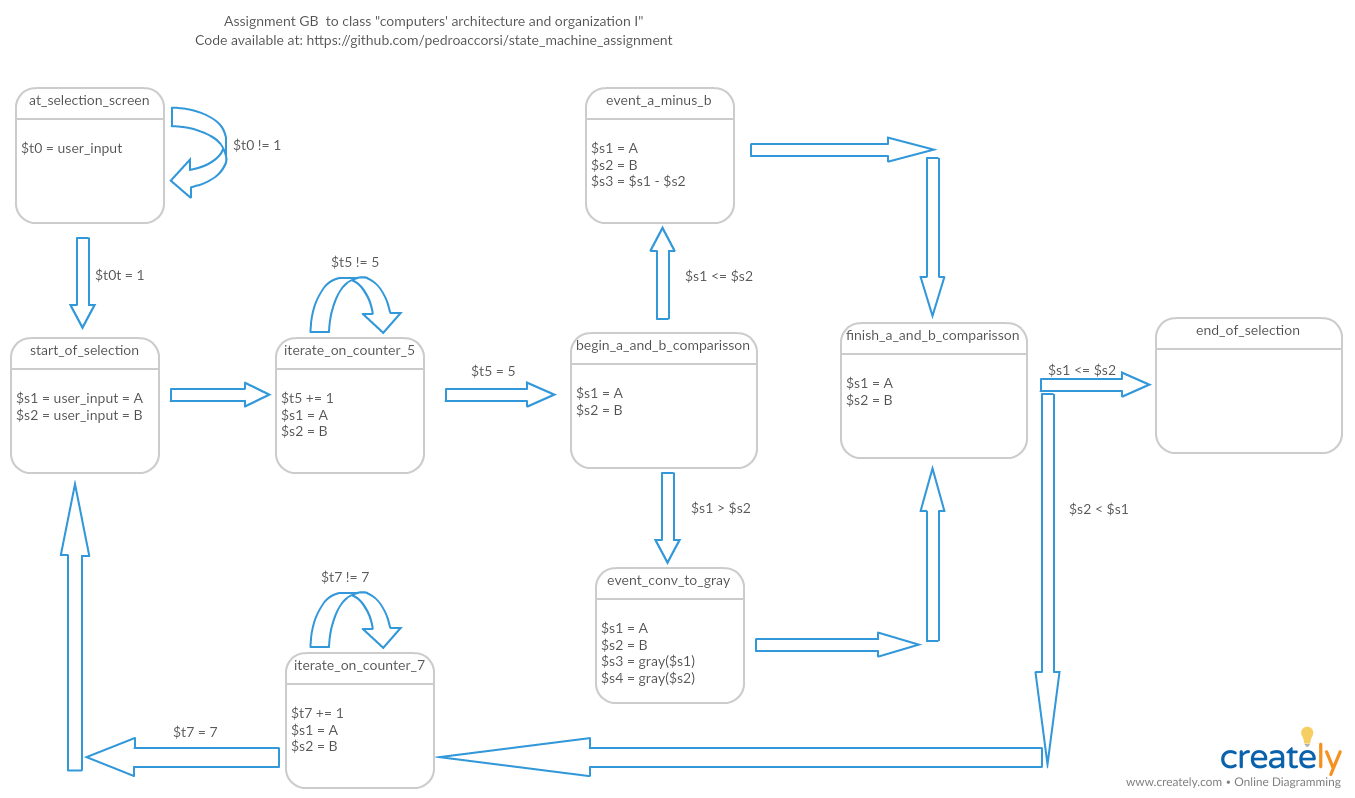 Assignment GB  to class "computers' architecture and organization I"
Code available at: https://github.com/pedroaccorsi/state_machine_assignment
at_selection_screen
$t0 = user_input
$t0 != 1
$t0t = 1
event_a_minus_b
$s1 = A
$s2 = B
$s3 = $s1 - $s2
$s1 <= $s2
$t5 != 5
start_of_selection
$s1 = user_input = A
$s2 = user_input = B
iterate_on_counter_5
$t5 += 1
$s1 = A
$s2 = B
$t5 = 5
begin_a_and_b_comparisson
$s1 = A
$s2 = B
finish_a_and_b_comparisson
$s1 = A
$s2 = B
$s1 <= $s2
end_of_selection
$s1 > $s2
$s2 < $s1
event_conv_to_gray
$s1 = A
$s2 = B
$s3 = gray($s1)
$s4 = gray($s2)
$t7 != 7
iterate_on_counter_7
$t7 += 1
$s1 = A
$s2 = B
$t7 = 7
creately
www.creately.com • Online Diagramming